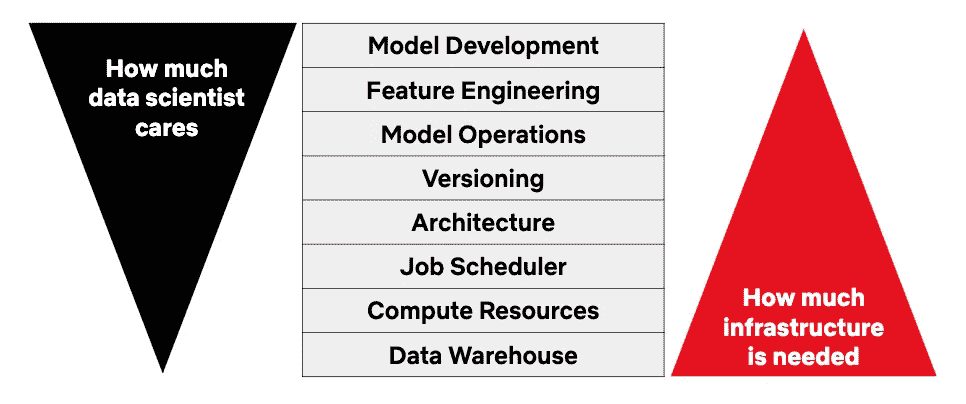 How much
data scientist
cares
Model Development
Feature Engineering
Model Operations
Versioning
Architecture
Job Scheduler
Compute Resources
Data Warehouse
How much
infrastructure
is needed